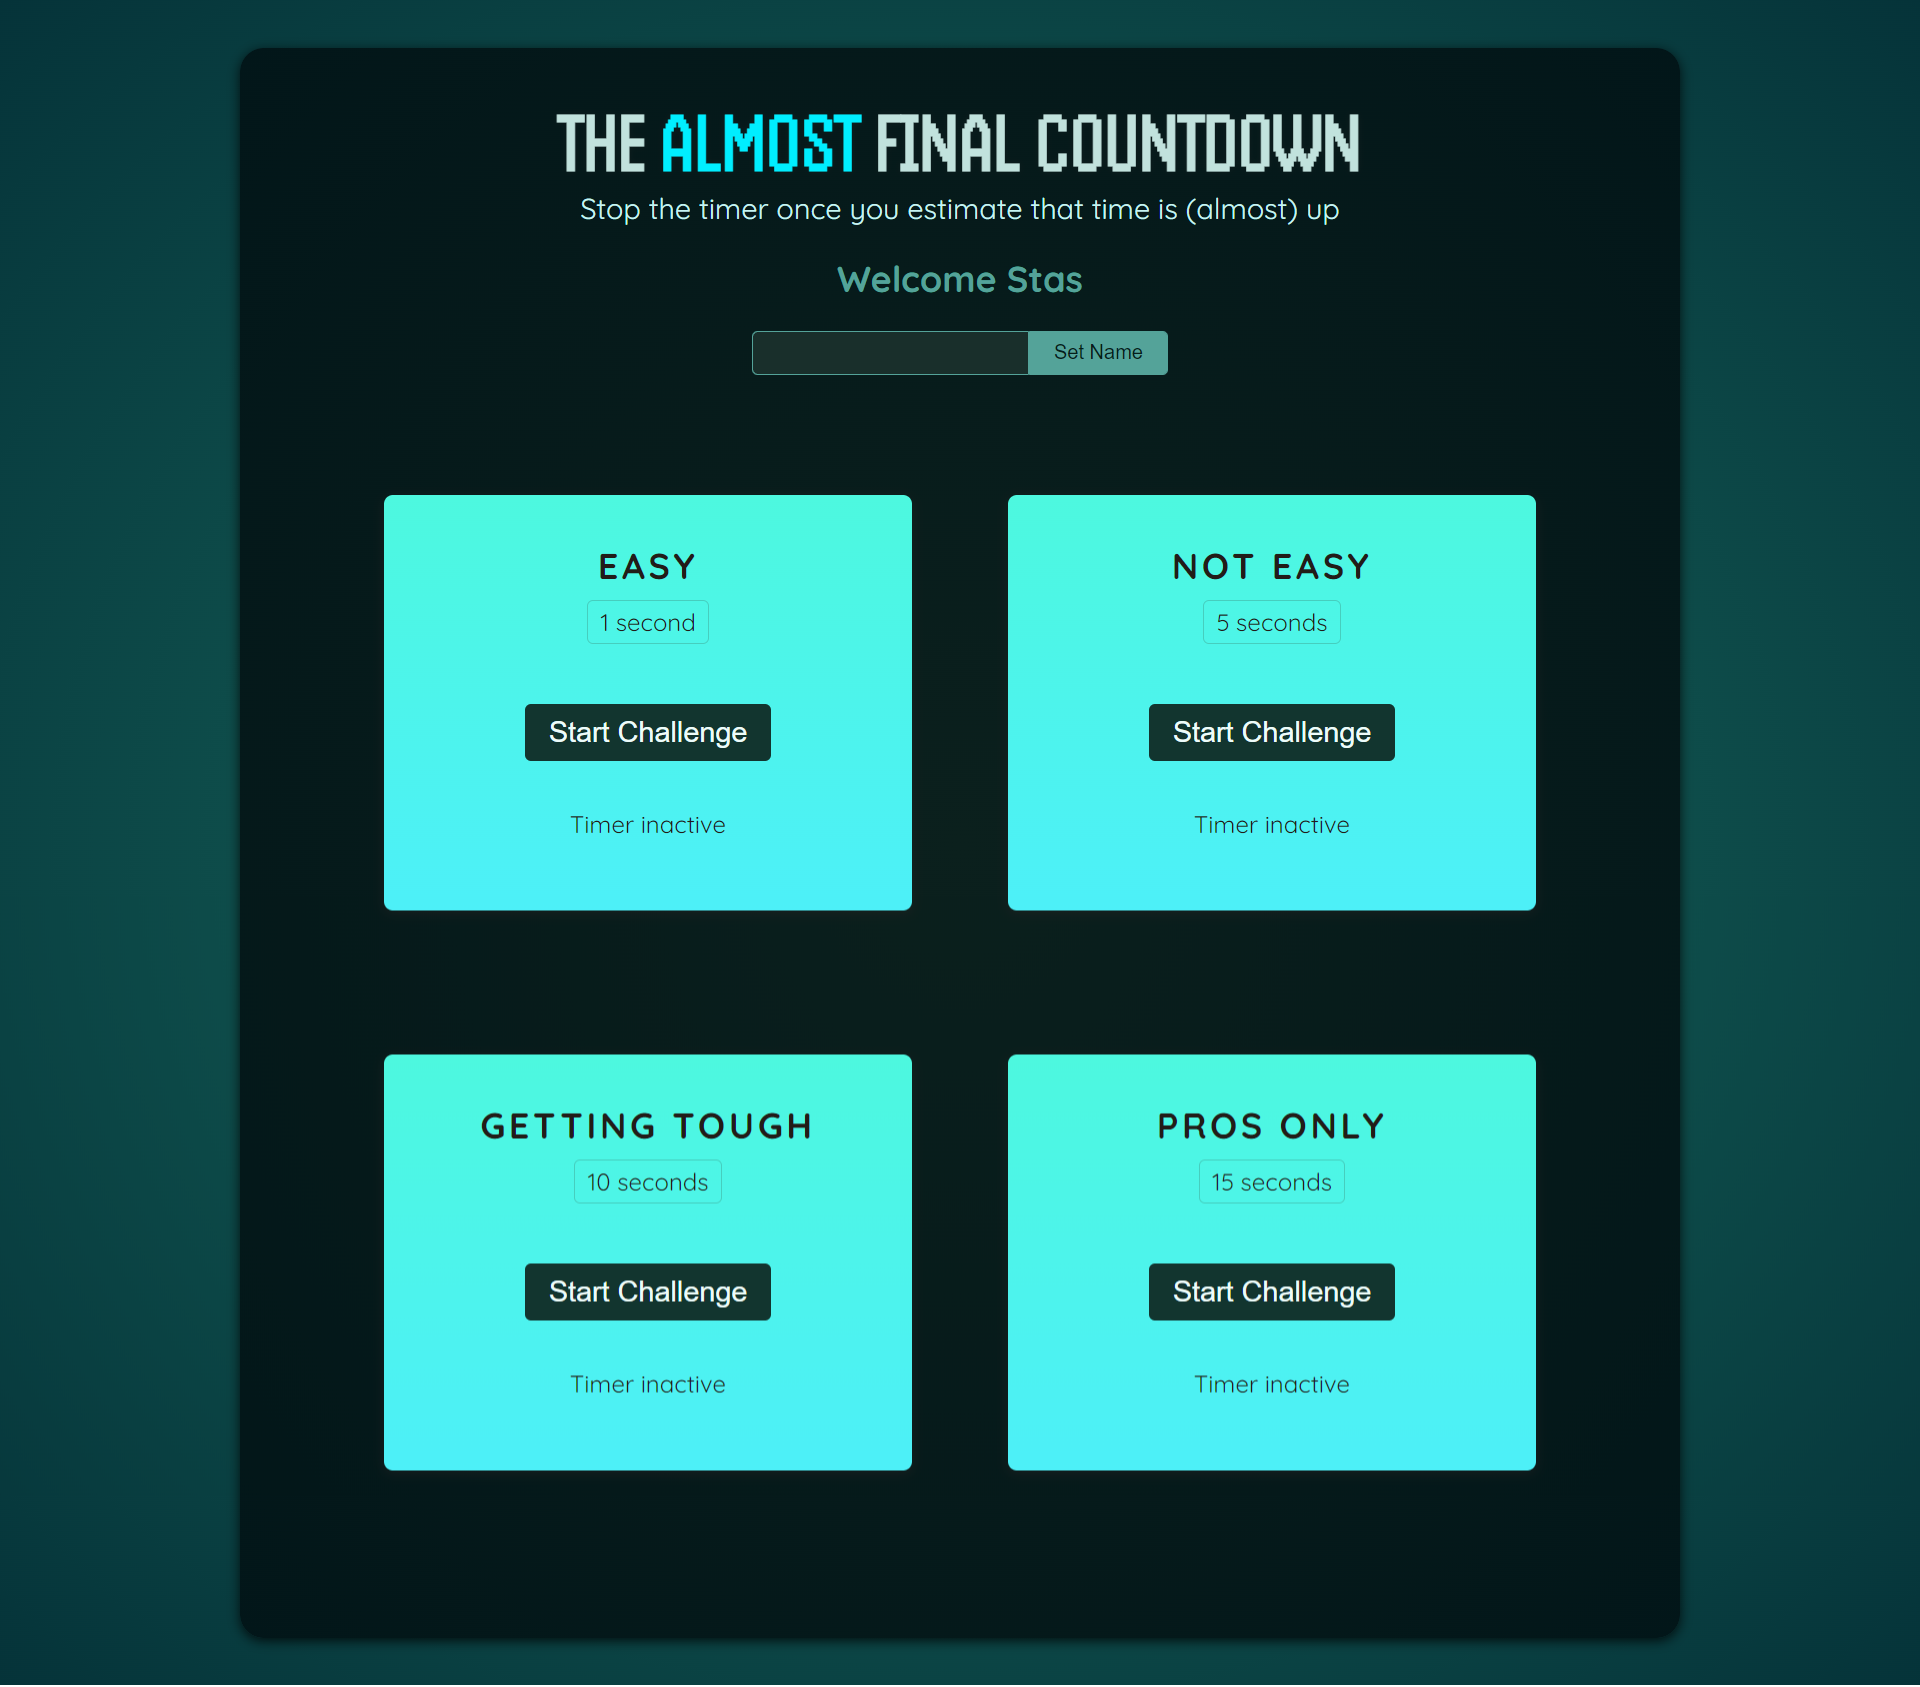 THE ALMOST FINAL COUNTDOWN
Stop the timer once you estimate that time is (almost) up
Welcome Stas
Set Name
EASY
1 second
Start Challenge
Timer inactive
NOT EASY
5 seconds
Start Challenge
Timer inactive
GETTING TOUGH
10 seconds
Start Challenge
Timer inactive
PROS ONLY
15 seconds
Start Challenge
Timer inactive